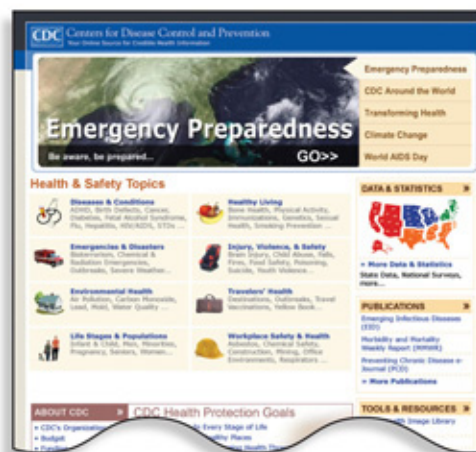 CDC Centers for Disease Control and Prevention
Your Online Source for Credible Health Information
Emergency Preparedness
Be aware, be prepared...
GO>>
Emergency Preparedness
CDC Around the World
Transforming Health
Climate Change
World AIDS Day
Health & Safety Topics
Diseases & Conditions
ADHD, Birth Defects, Cancer,
Diabetes, Fetal Alcohol Syndrome,
Flu, Hepatitis, HIV/AIDS, STDs ...
Healthy Living
Bone Health, Physical Activity,
Immunizations, Genetics, Sexual
Health, Smoking Prevention ...
Emergencies & Disasters
Bioterrorism, Chemical &
Radiation Emergencies,
Outbreaks, Severe Weather...
Injury, Violence, & Safety
Brain Injury, Child Abuse, Falls,
Fires, Food Safety, Poisoning,
Suicide, Youth Violence...
Environmental Health
Air Pollution, Carbon Monoxide,
Lead, Mold, Water Quality ...
Travelers' Health
Destinations, Outbreaks, Travel
Vaccinations, Yellow Book...
Life Stages & Populations
Infant & Child, Men, Minorities,
Pregnancy, Seniors, Women...
Workplace Safety & Health
Asbestos, Chemical Safety,
Construction, Mining, Office
Environments, Respirators ...
DATA & STATISTICS »
» More Data & Statistics
State Data, National Surveys,
more...
PUBLICATIONS »
Emerging Infectious Diseases
(EID)
Morbidity and Mortality
Weekly Report (MMWR)
Preventing Chronic Disease e-
Journal (PCD)
» More Publications
TOOLS & RESOURCES »
Image Library
ABOUT CDC »
• CDC's Organization
• Budget
CDC Health Protection Goals
in Every Stage of Life
Places